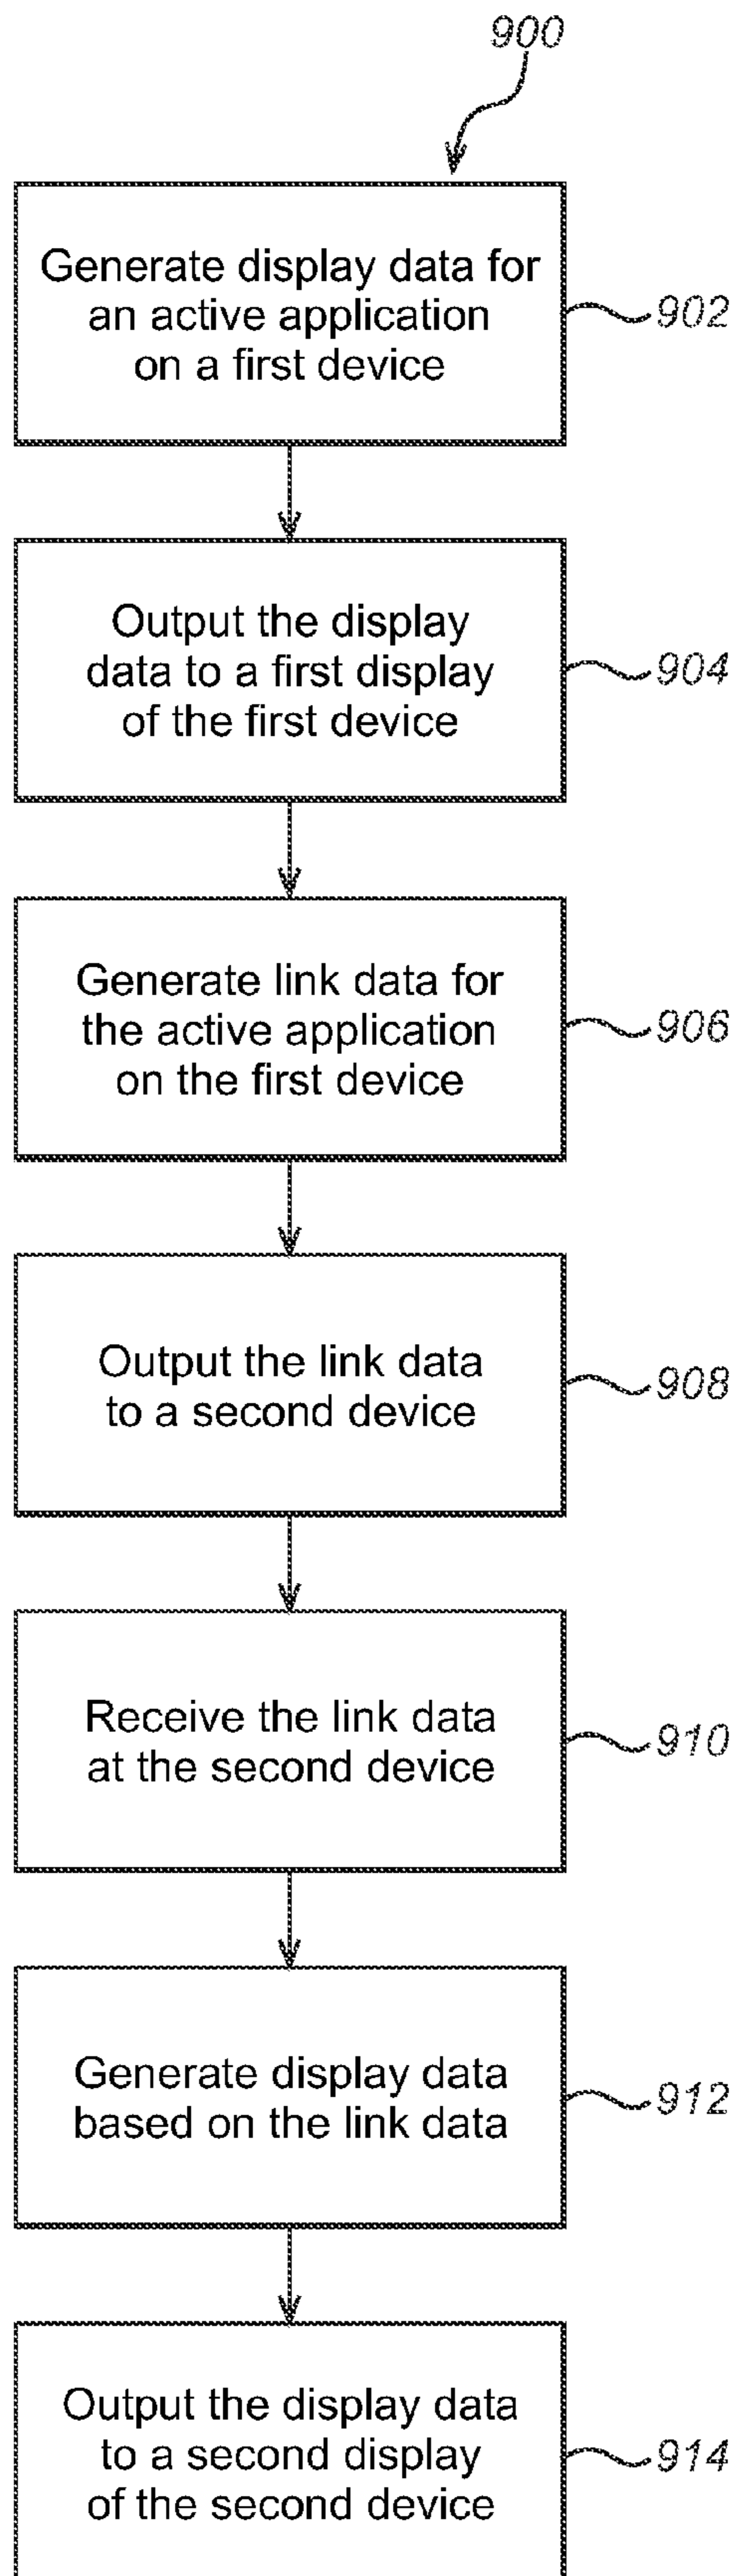 900
Generate display data for
an active application
on a first device
902
Output the display
data to a first display
of the first device
904
Generate link data for
the active application
on the first device
906
Output the link data
to a second device
908
Receive the link data
at the second device
910
Generate display data
based on the link data
912
Output the display data
to a second display
of the second device
914